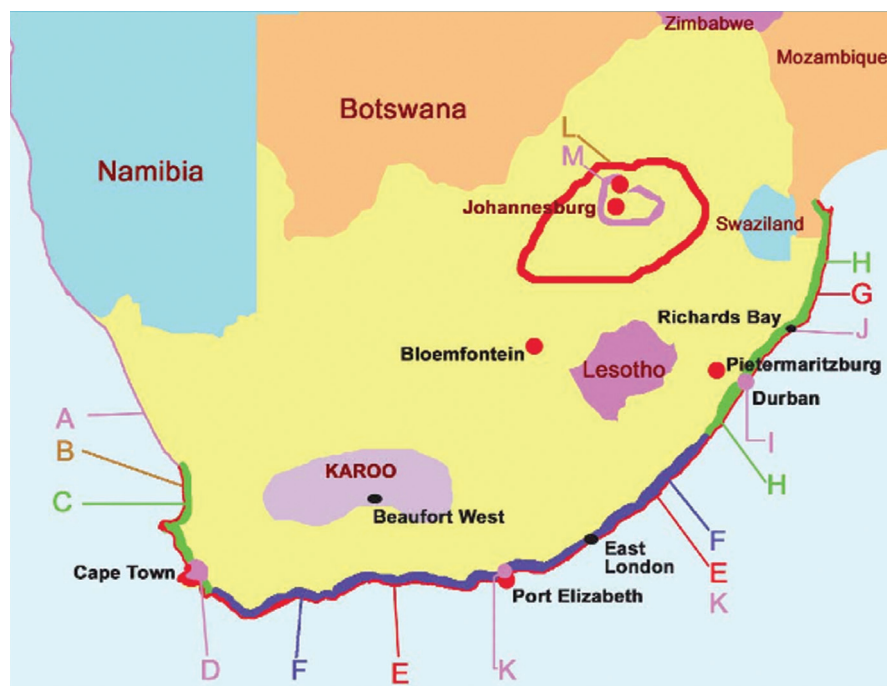 Zimbabwe
Mozambique
Botswana
L
M
Namibia
Johannesburg
Swaziland
H
G
Richards Bay
J
Bloemfontein
Lesotho
Pietermaritzburg
Durban
A
B
KAROO
I
C
Beaufort West
H
F
East
London
Cape Town
E
Port Elizabeth
K
D
F
E
K